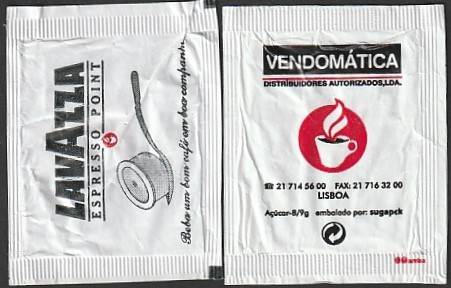 LAVAZZA
ESPRESSO POINT
Beba um bom café em boa companhia
VENDOMÁTICA
DISTRIBUIDORES AUTORIZADOS,LDA.
☎ 21 714 56 00 FAX: 21 716 32 00
LISBOA
Açúcar-8/9g embalado por: sugapck